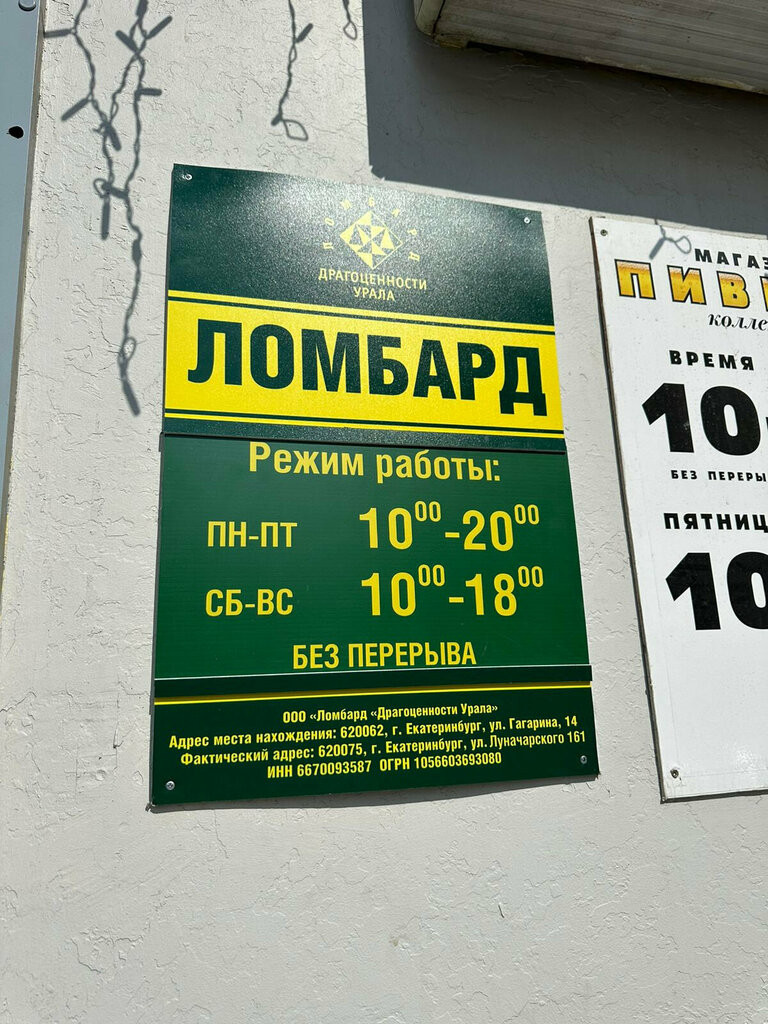 ЛОМБАРД
ДРАГОЦЕННОСТИ
УРАЛА
ЛОМБАРД
Режим работы:
ПН-ПТ 10⁰⁰-20⁰⁰
СБ-ВС 10⁰⁰-18⁰⁰
БЕЗ ПЕРЕРЫВА
ООО «Ломбард «Драгоценности Урала»
Адрес места нахождения: 620062, г. Екатеринбург, ул. Гагарина, 14
Фактический адрес: 620075, г. Екатеринбург, ул. Луначарского 161
ИНН 6670093587 ОГРН 1056603693080
ВРЕМЯ
10
БЕЗ
10